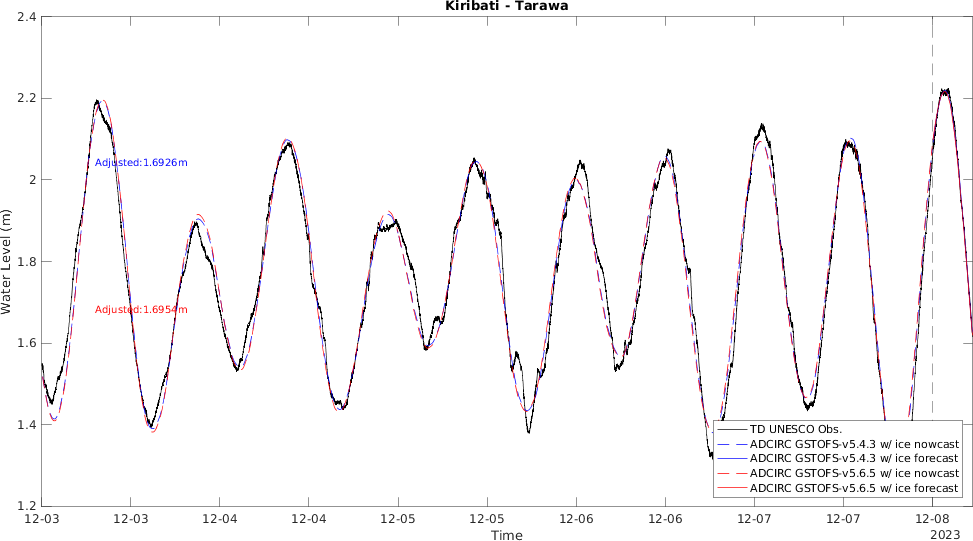 Kiribati - Tarawa
2.4
2.2
2
1.8
1.6
1.4
1.2
Water Level (m)
Adjusted:1.6926m
Adjusted:1.6954m
TD UNESCO Obs.
ADCIRC GSTOFS-v5.4.3 w/ ice nowcast
ADCIRC GSTOFS-v5.4.3 w/ ice forecast
ADCIRC GSTOFS-v5.6.5 w/ ice nowcast
ADCIRC GSTOFS-v5.6.5 w/ ice forecast
12-03 12-03 12-04 12-04 12-05 12-05 12-06 12-06 12-07 12-07 12-08
2023
Time